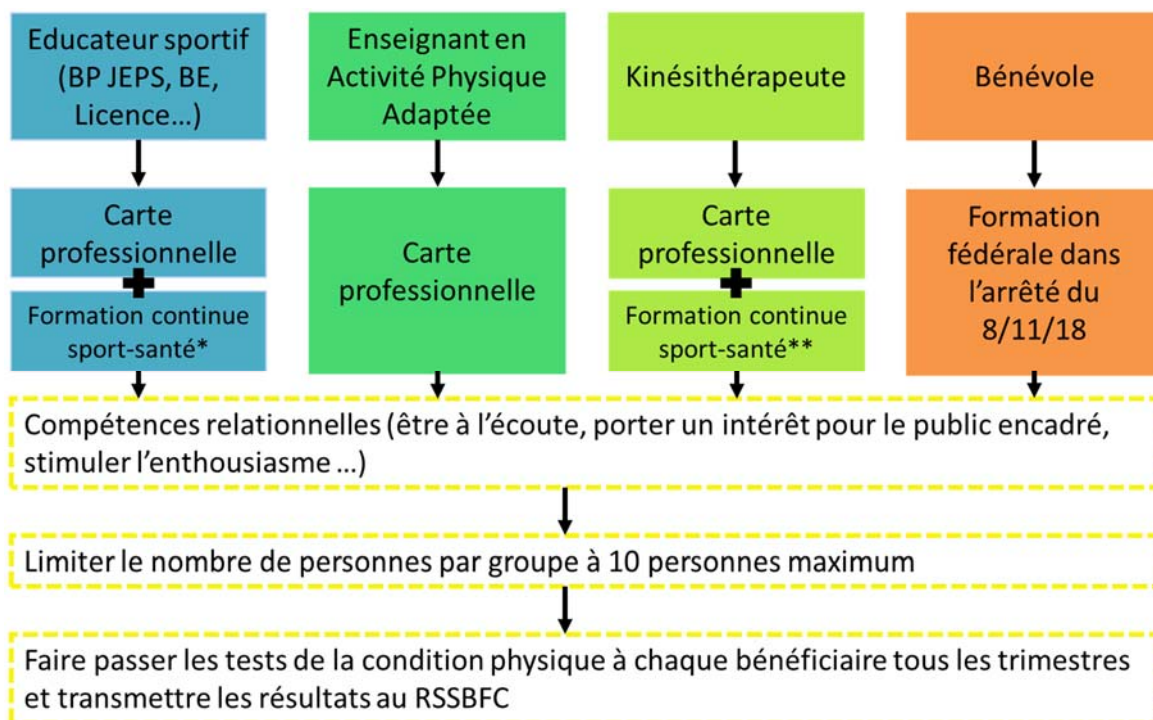 Educateur sportif
(BP JEPS, BE,
Licence...)
Enseignant en
Activité Physique
Adaptée
Kinésithérapeute
Bénévole
Carte
professionnelle
Formation continue
sport-santé*
Carte
professionnelle
Carte
professionnelle
Formation continue
sport-santé**
Formation
fédérale dans
l'arrêté du
8/11/18
Compétences relationnelles (être à l'écoute, porter un intérêt pour le public encadré,
stimuler l'enthousiasme ...)
Limiter le nombre de personnes par groupe à 10 personnes maximum
Faire passer les tests de la condition physique à chaque bénéficiaire tous les trimestres
et transmettre les résultats au RSSBFC